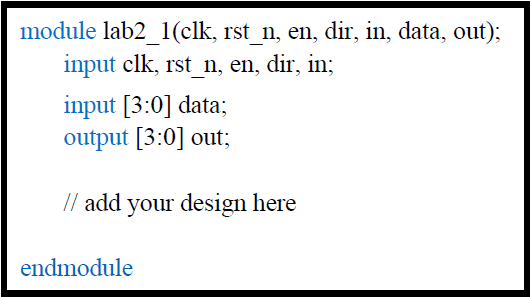 module lab2_1(clk, rst_n, en, dir, in, data, out);
input clk, rst_n, en, dir, in;
input [3:0] data;
output [3:0] out;
// add your design here
endmodule